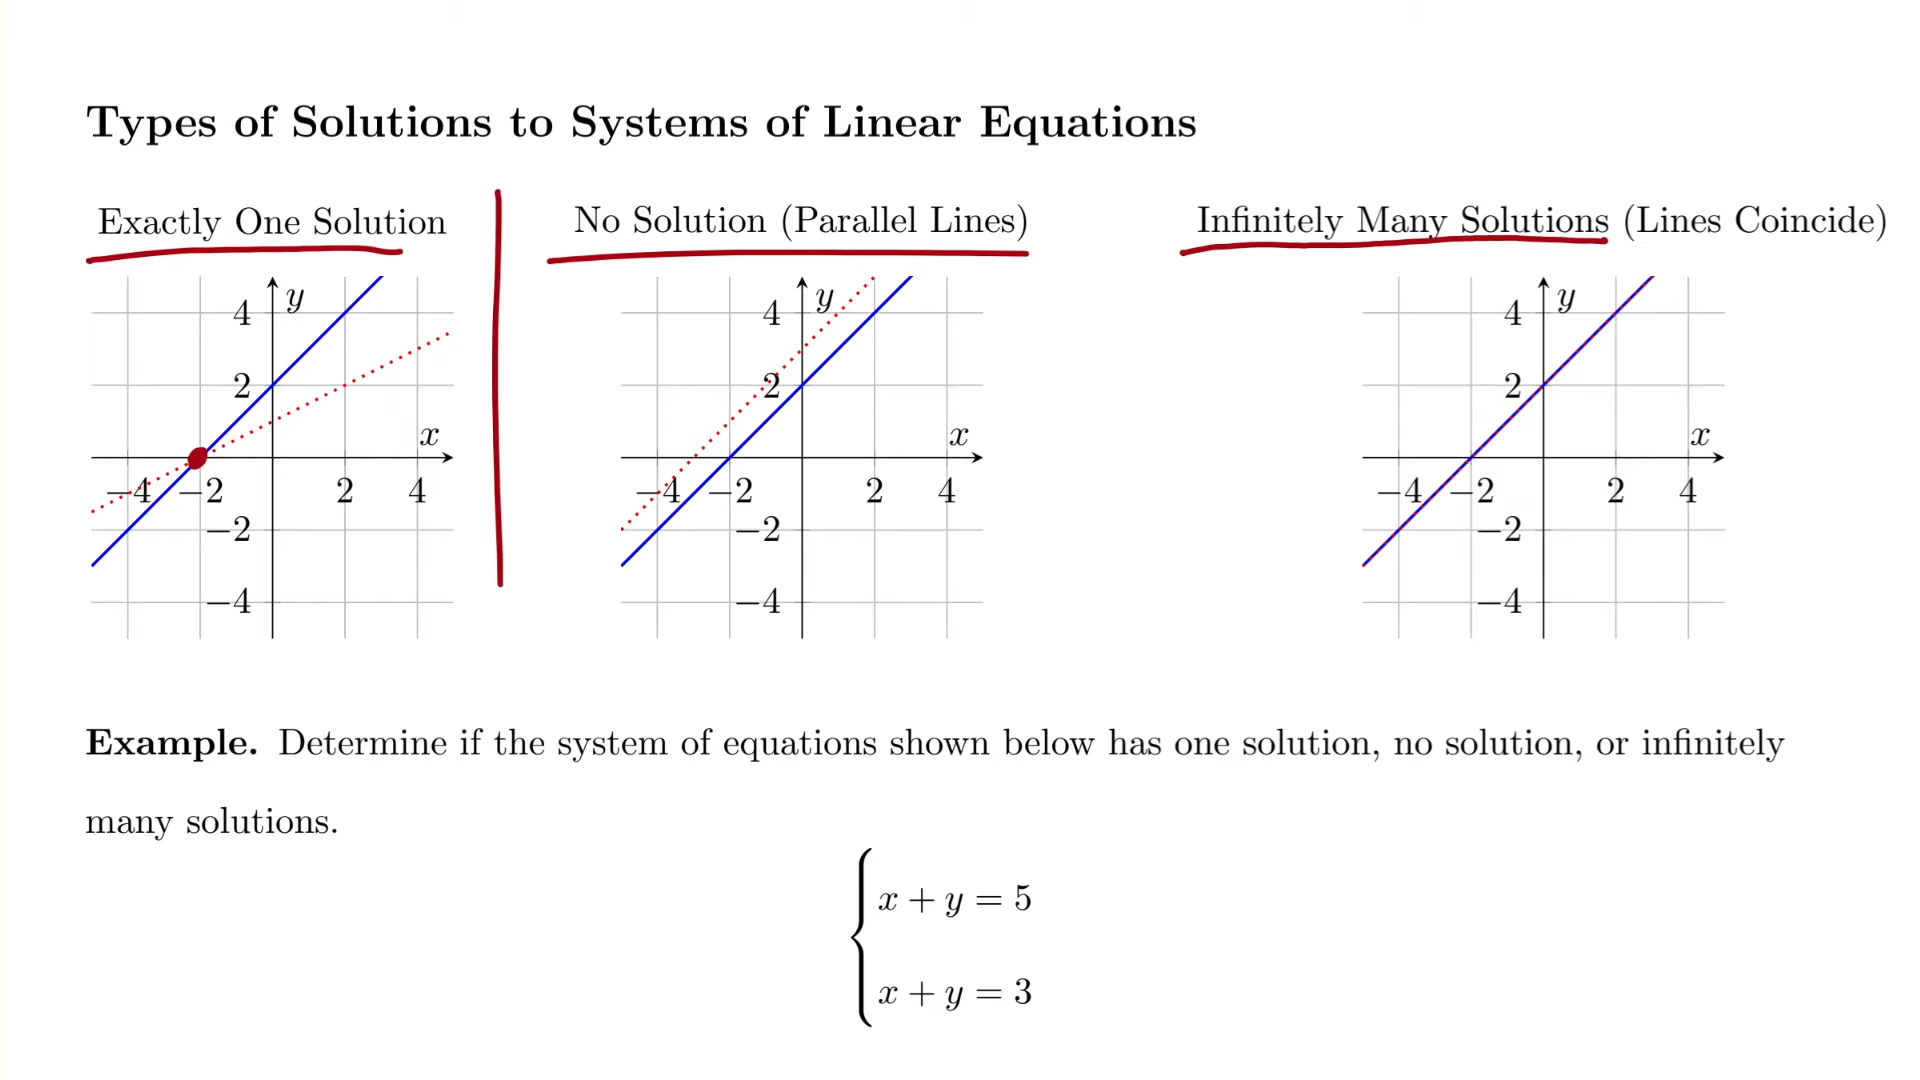 Types of Solutions to Systems of Linear Equations
Exactly One Solution
No Solution (Parallel Lines)
Infinitely Many Solutions (Lines Coincide)
4 y
2
x
−4 −2 2 4
−2
−4
4 y
2
x
−4 −2 2 4
−2
−4
4 y
2
x
−4 −2 2 4
−2
−4
Example. Determine if the system of equations shown below has one solution, no solution, or infinitely
many solutions.
x + y = 5
x + y = 3